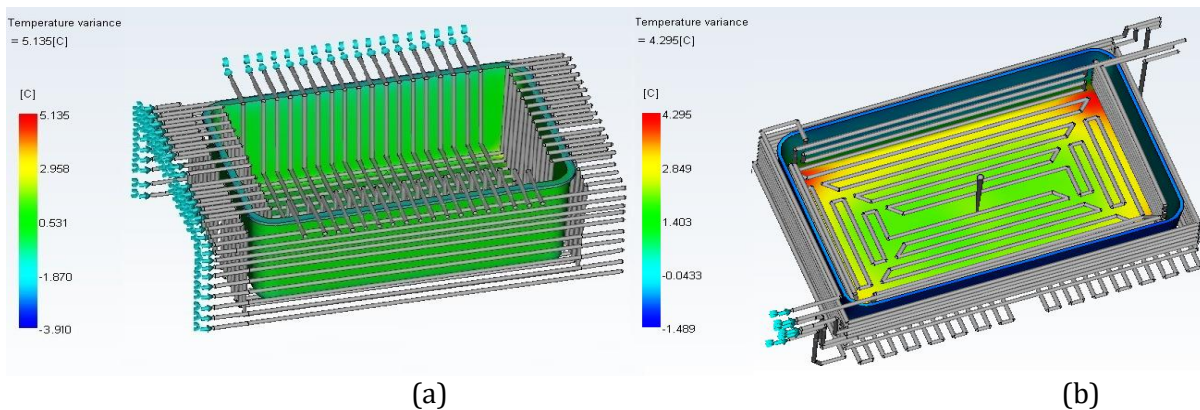 Temperature variance
= 5.135[C]
[C]
5.135
2.958
0.531
-1.870
-3.910
(a)
Temperature variance
= 4.295[C]
[C]
4.295
2.849
1.403
-0.0433
-1.489
(b)